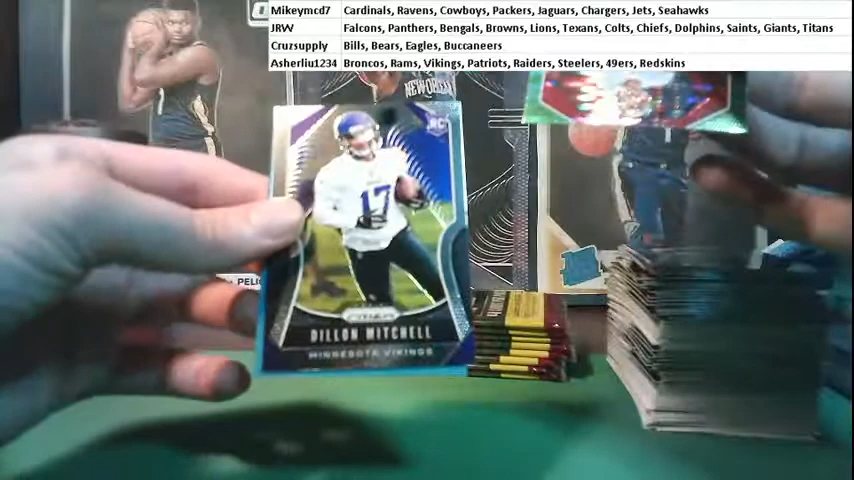 Mikeymcd7 Cardinals, Ravens, Cowboys, Packers, Jaguars, Chargers, Jets, Seahawks
JRW Falcons, Panthers, Bengals, Browns, Lions, Texans, Colts, Chiefs, Dolphins, Saints, Giants, Titans
Cruzsupply Bills, Bears, Eagles, Buccaneers
Asherliu1234 Broncos, Rams, Vikings, Patriots, Raiders, Steelers, 49ers, Redskins
NEW
RC
17
PRIZM
DILLON MITCHELL
MINNESOTA VIKINGS